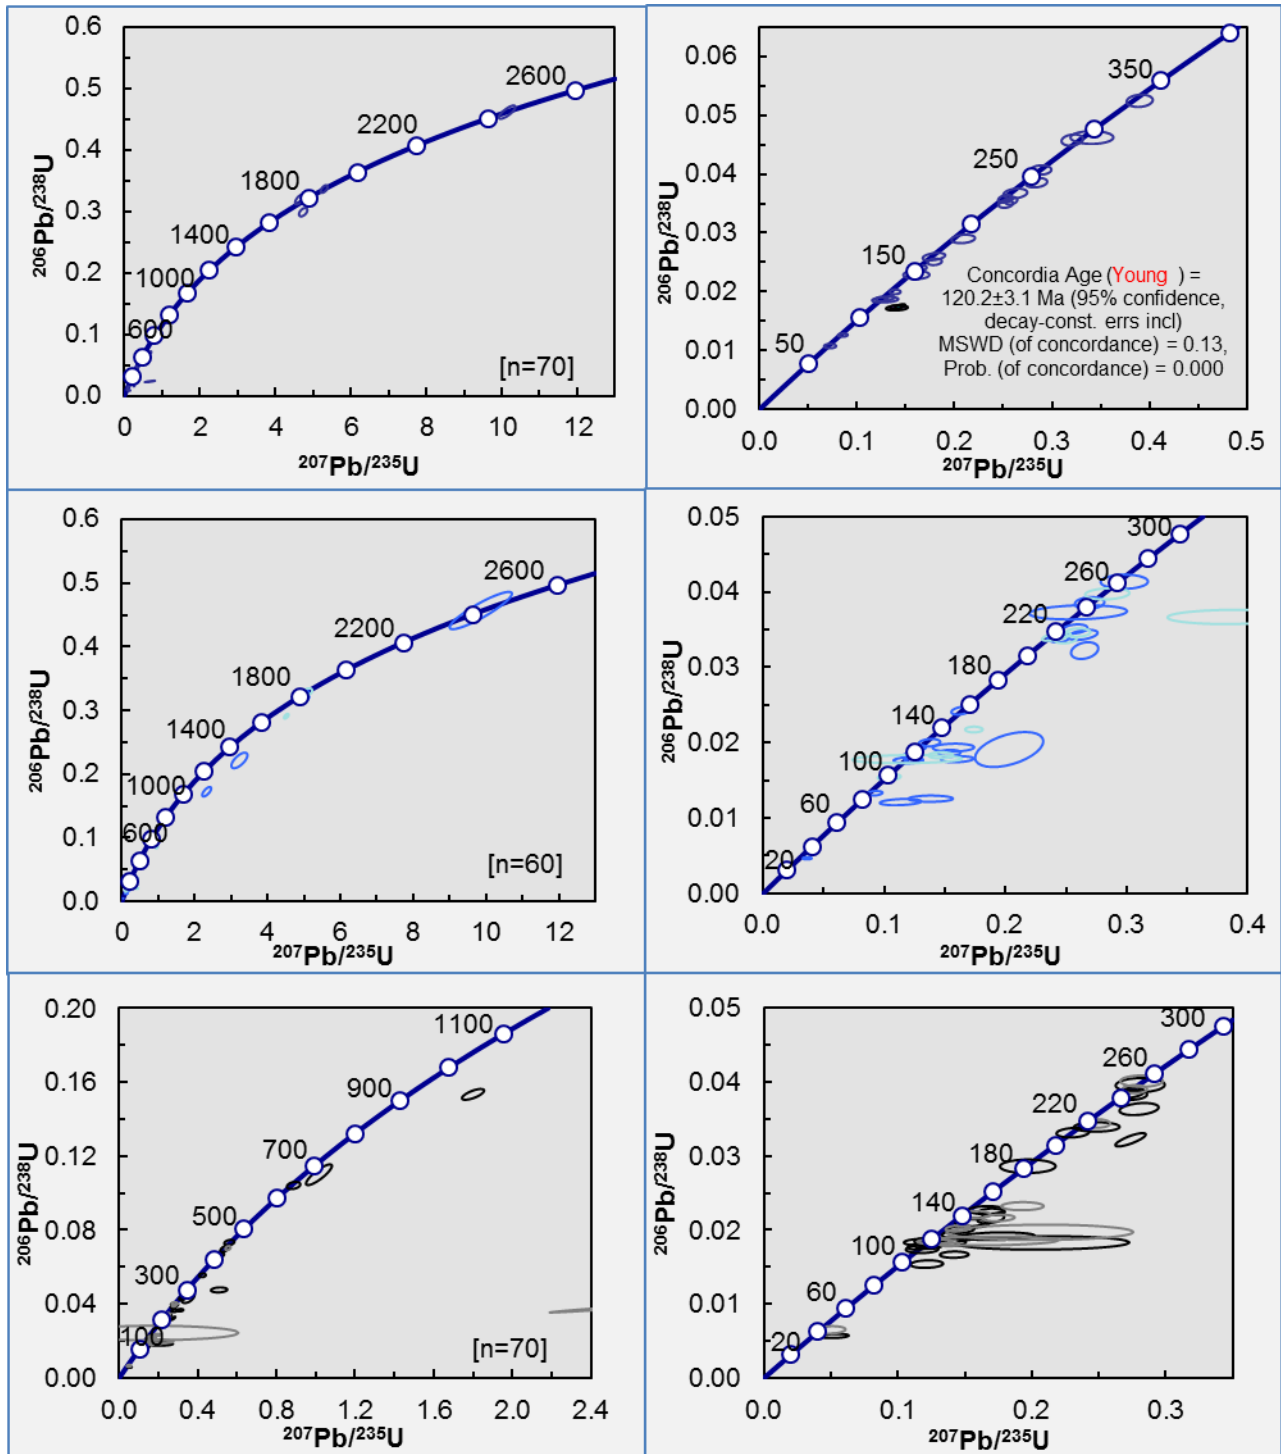 0.6
0.5
0.4
0.3
0.2
0.1
0.0
206Pb/238U
2600
2200
1800
1400
1000
600
[n=70]
0 2 4 6 8 10 12
207Pb/235U
0.06
0.05
0.04
0.03
0.02
0.01
0.00
206Pb/238U
350
250
150
50
Concordia Age (Young ) =
120.2±3.1 Ma (95% confidence,
decay-const. errs incl)
MSWD (of concordance) = 0.13,
Prob. (of concordance) = 0.000
0.0 0.1 0.2 0.3 0.4 0.5
207Pb/235U
0.6
0.5
0.4
0.3
0.2
0.1
0.0
206Pb/238U
2600
2200
1800
1400
1000
600
[n=60]
0 2 4 6 8 10 12
207Pb/235U
0.05
0.04
0.03
0.02
0.01
0.00
206Pb/238U
300
260
220
180
140
100
60
20
0.0 0.1 0.2 0.3 0.4
207Pb/235U
0.20
0.16
0.12
0.08
0.04
0.00
206Pb/238U
1100
900
700
500
300
100
[n=70]
0.0 0.4 0.8 1.2 1.6 2.0 2.4
207Pb/235U
0.05
0.04
0.03
0.02
0.01
0.00
206Pb/238U
300
260
220
180
140
100
60
20
0.0 0.1 0.2 0.3
207Pb/235U